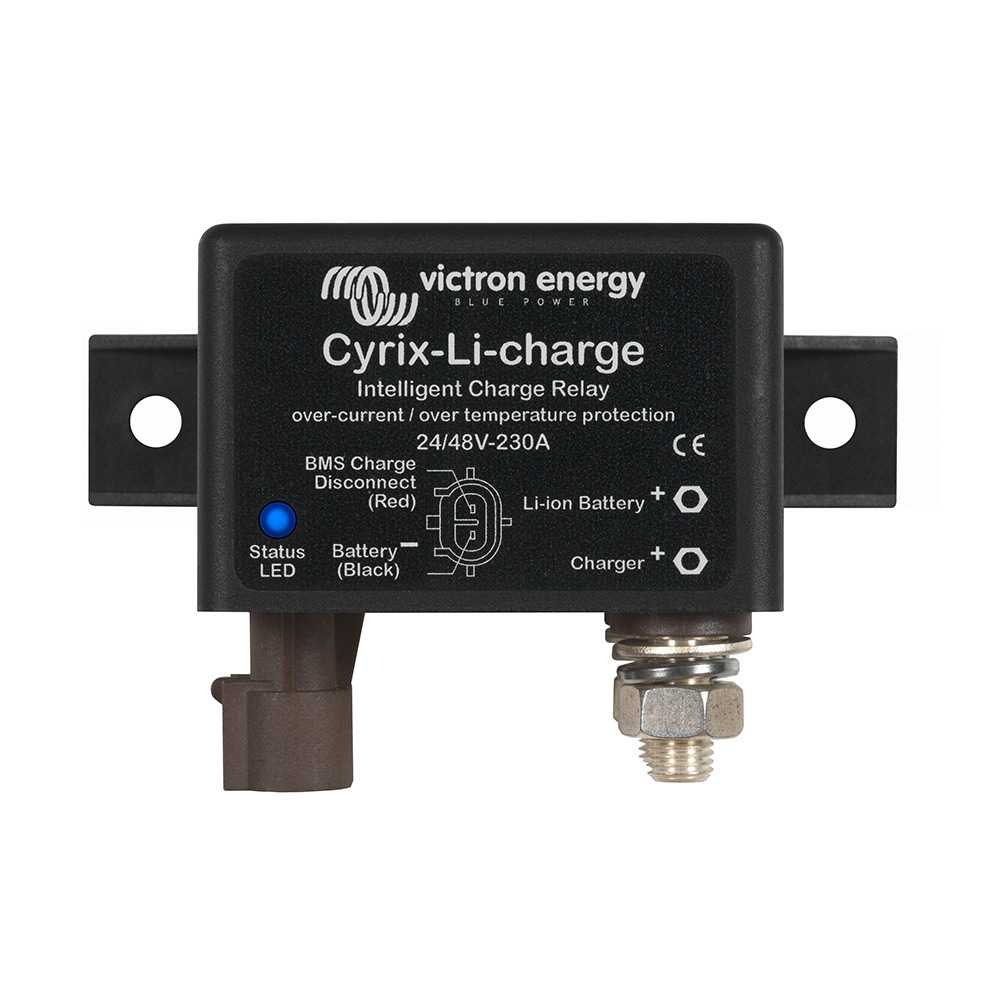 victron energy
BLUE POWER
Cyrix-Li-charge
Intelligent Charge Relay
over-current / over temperature protection
24/48V-230A
CE
BMS Charge
Disconnect
(Red)
Li-ion Battery +
Status
LED
Battery −
(Black)
Charger +